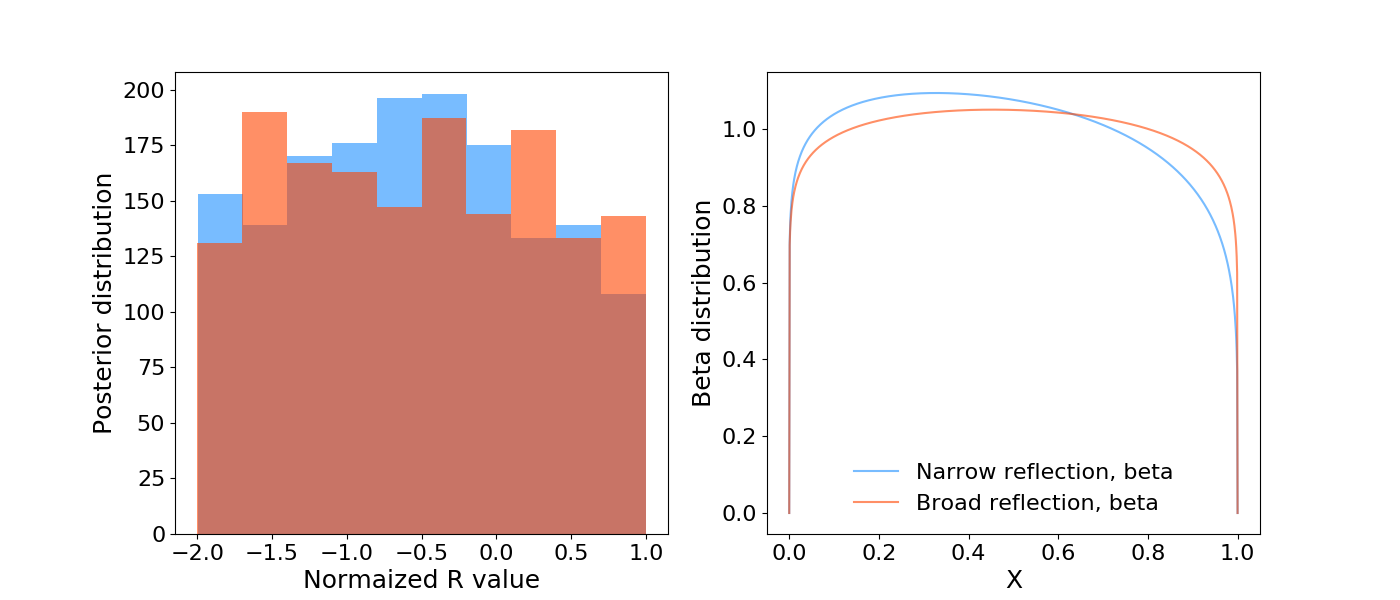 Posterior distribution
200
175
150
125
100
75
50
25
0
−2.0 −1.5 −1.0 −0.5 0.0 0.5 1.0
Normaized R value
Beta distribution
1.0
0.8
0.6
0.4
0.2
0.0
Narrow reflection, beta
Broad reflection, beta
0.0 0.2 0.4 0.6 0.8 1.0
X